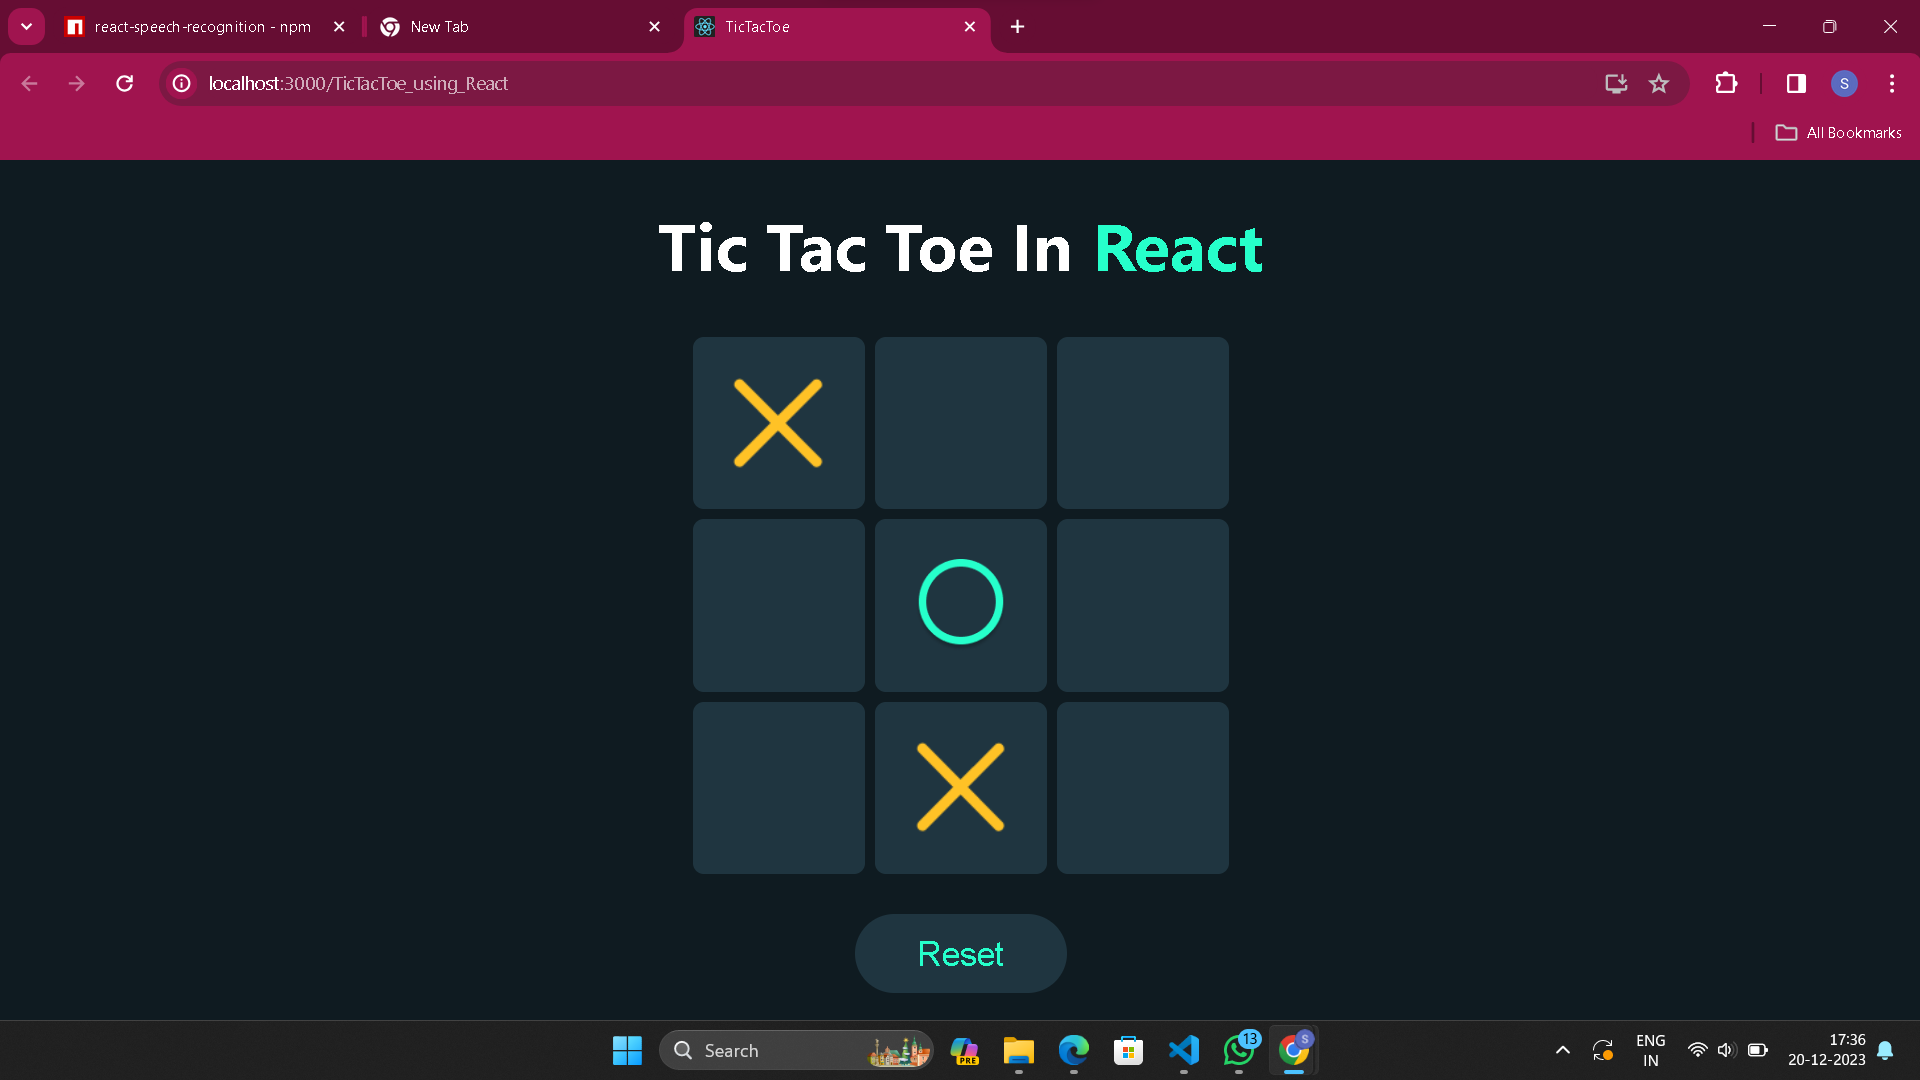 react-speech-recognition - npm
New Tab
TicTacToe
localhost:3000/TicTacToe_using_React
S
All Bookmarks
Tic Tac Toe In React
Reset
Search
PRE
13
S
ENG
IN
17:36
20-12-2023